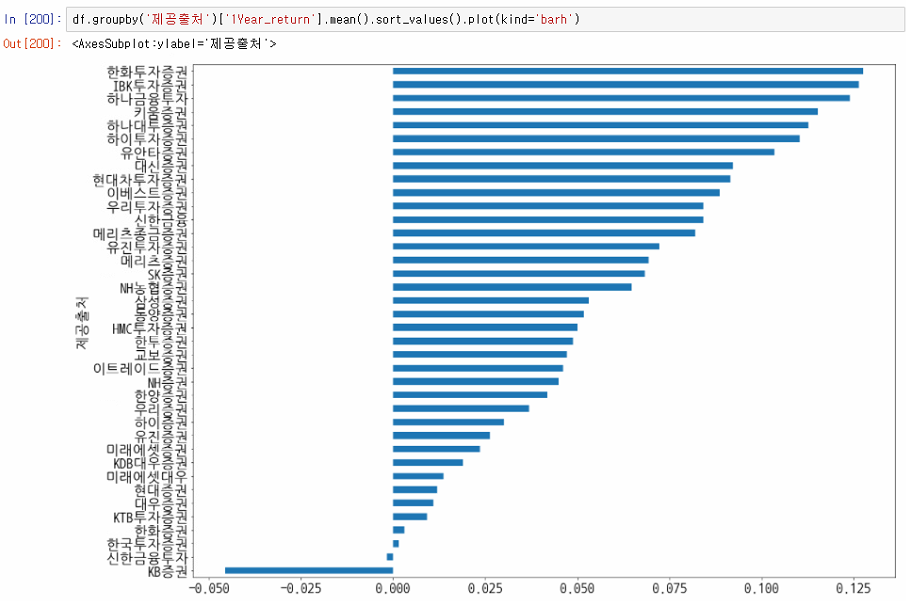 In [200]: df.groupby('제공출처')['1Year_return'].mean().sort_values().plot(kind='barh')
Out[200]: <AxesSubplot:ylabel='제공출처'>
한화투자증권
IBK투자증권
하나금융투자
키움증권
하나대투증권
하이투자증권
유안타증권
대신증권
현대차투자증권
이베스트증권
우리투자증권
신한금융
메리츠종금증권
유진투자증권
메리츠증권
SK증권
NH농협증권
삼성증권
동양증권
HMC투자증권
한투증권
교보증권
이트레이드증권
NH증권
한양증권
우리증권
하이증권
유진증권
미래에셋증권
KDB대우증권
미래에셋대우
현대증권
대우증권
KTB투자증권
한화증권
한국투자증권
신한금융투자
KB증권
제공출처
-0.050 -0.025 0.000 0.025 0.050 0.075 0.100 0.125